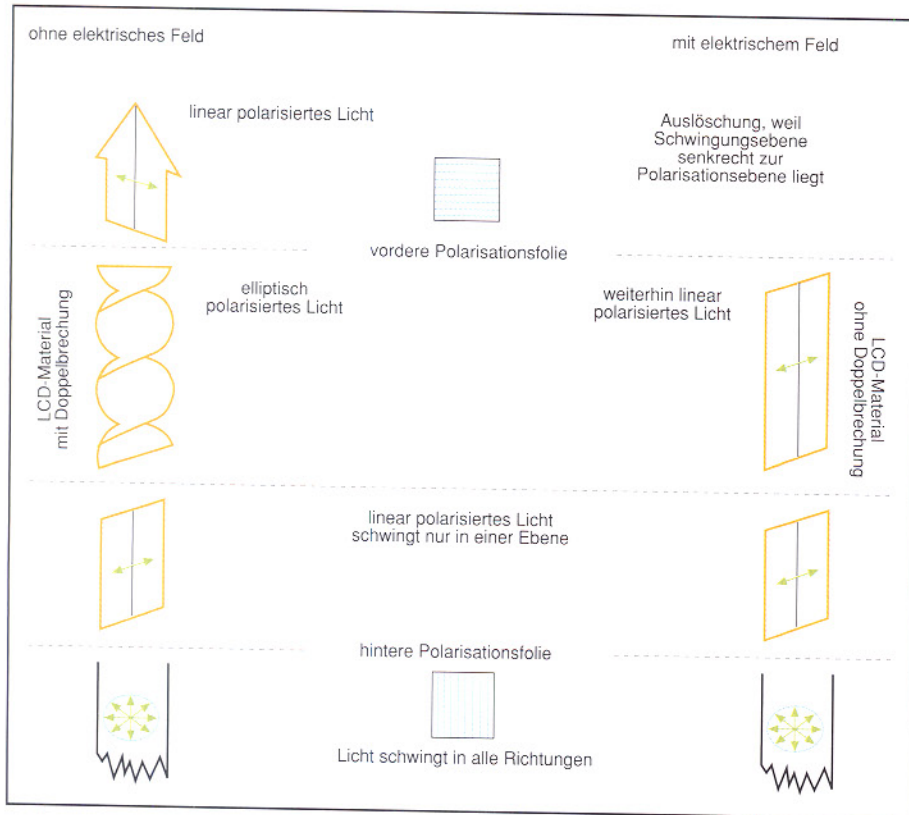 ohne elektrisches Feld
mit elektrischem Feld
linear polarisiertes Licht
Auslöschung, weil
Schwingungsebene
senkrecht zur
Polarisationsebene liegt
vordere Polarisationsfolie
LCD-Material
mit Doppelbrechung
elliptisch
polarisiertes Licht
weiterhin linear
polarisiertes Licht
LCD-Material
ohne Doppelbrechung
linear polarisiertes Licht
schwingt nur in einer Ebene
hintere Polarisationsfolie
Licht schwingt in alle Richtungen